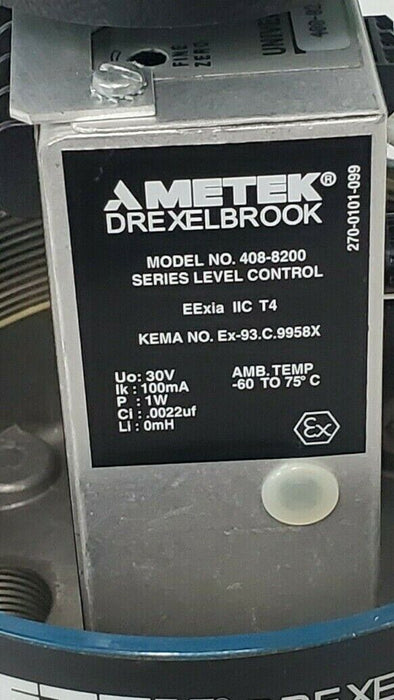 FINE
ZERO
AMETEK®
DREXELBROOK
270-0101-099
MODEL NO. 408-8200
SERIES LEVEL CONTROL
EExia IIC T4
KEMA NO. Ex-93.C.9958X
Uo: 30V
Ik : 100mA
P : 1W
Ci : .0022uf
Li : 0mH
AMB. TEMP
-60 TO 75° C
Ex